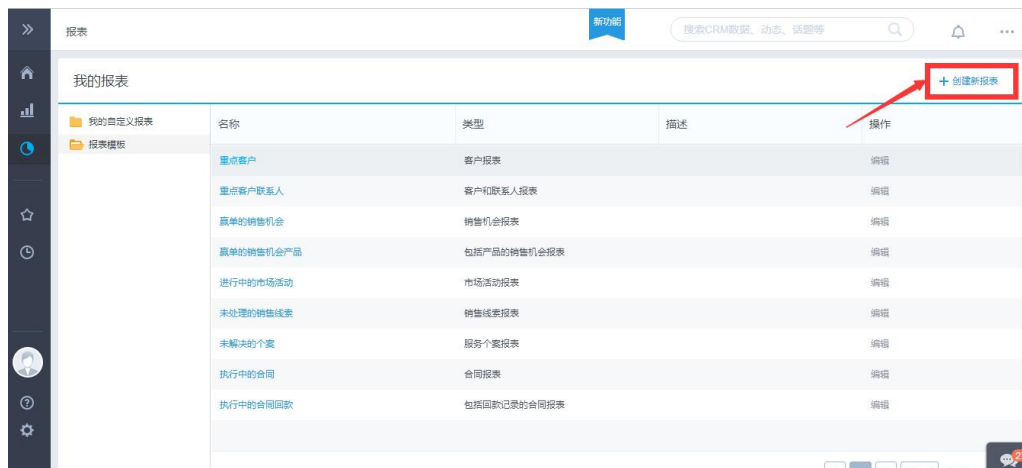 报表
新功能
搜索CRM数据、动态、话题等
我的报表
+ 创建新报表
我的自定义报表
报表模板
名称 类型 描述 操作
重点客户 客户报表 编辑
重点客户联系人 客户和联系人报表 编辑
赢单的销售机会 销售机会报表 编辑
赢单的销售机会产品 包括产品的销售机会报表 编辑
进行中的市场活动 市场活动报表 编辑
未处理的销售线索 销售线索报表 编辑
未解决的个案 服务个案报表 编辑
执行中的合同 合同报表 编辑
执行中的合同回款 包括回款记录的合同报表 编辑